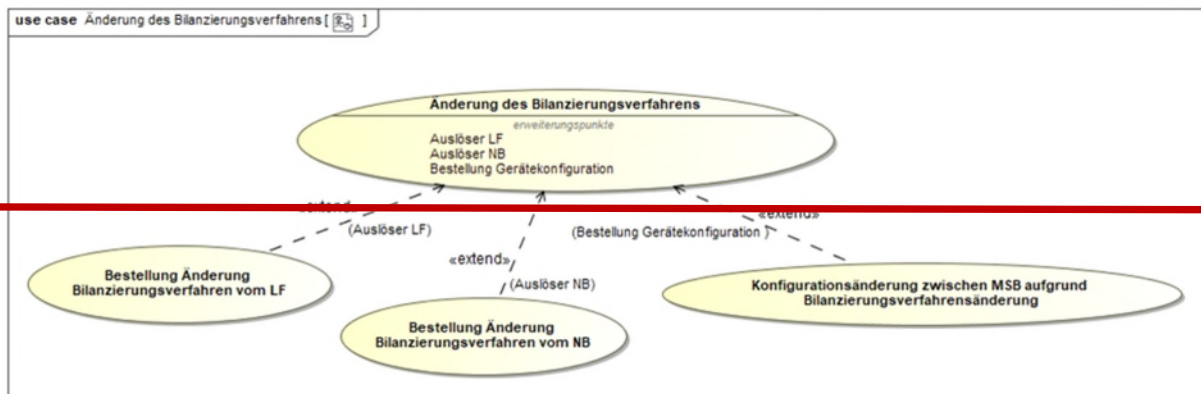 use case Änderung des Bilanzierungsverfahrens [ ]
Änderung des Bilanzierungsverfahrens
erweiterungspunkte
Auslöser LF
Auslöser NB
Bestellung Gerätekonfiguration
«extend»
(Auslöser LF)
«extend»
(Auslöser NB)
«extend»
(Bestellung Gerätekonfiguration )
Bestellung Änderung
Bilanzierungsverfahren vom LF
Bestellung Änderung
Bilanzierungsverfahren vom NB
Konfigurationsänderung zwischen MSB aufgrund
Bilanzierungsverfahrensänderung